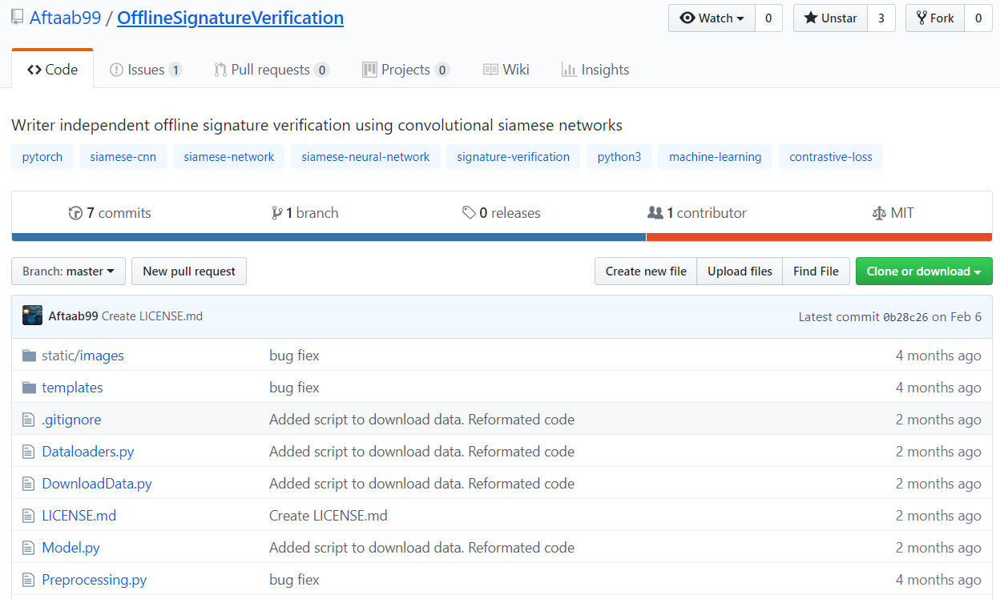 Aftaab99 / OfflineSignatureVerification Watch 0 Unstar 3 Fork 0
Code Issues 1 Pull requests 0 Projects 0 Wiki Insights
Writer independent offline signature verification using convolutional siamese networks
pytorch siamese-cnn siamese-network siamese-neural-network signature-verification python3 machine-learning contrastive-loss
7 commits 1 branch 0 releases 1 contributor MIT
Branch: master New pull request Create new file Upload files Find File Clone or download
Aftaab99 Create LICENSE.md Latest commit 0b28c26 on Feb 6
static/images bug fiex 4 months ago
templates bug fiex 4 months ago
.gitignore Added script to download data. Reformated code 2 months ago
Dataloaders.py Added script to download data. Reformated code 2 months ago
DownloadData.py Added script to download data. Reformated code 2 months ago
LICENSE.md Create LICENSE.md 2 months ago
Model.py Added script to download data. Reformated code 2 months ago
Preprocessing.py bug fiex 4 months ago